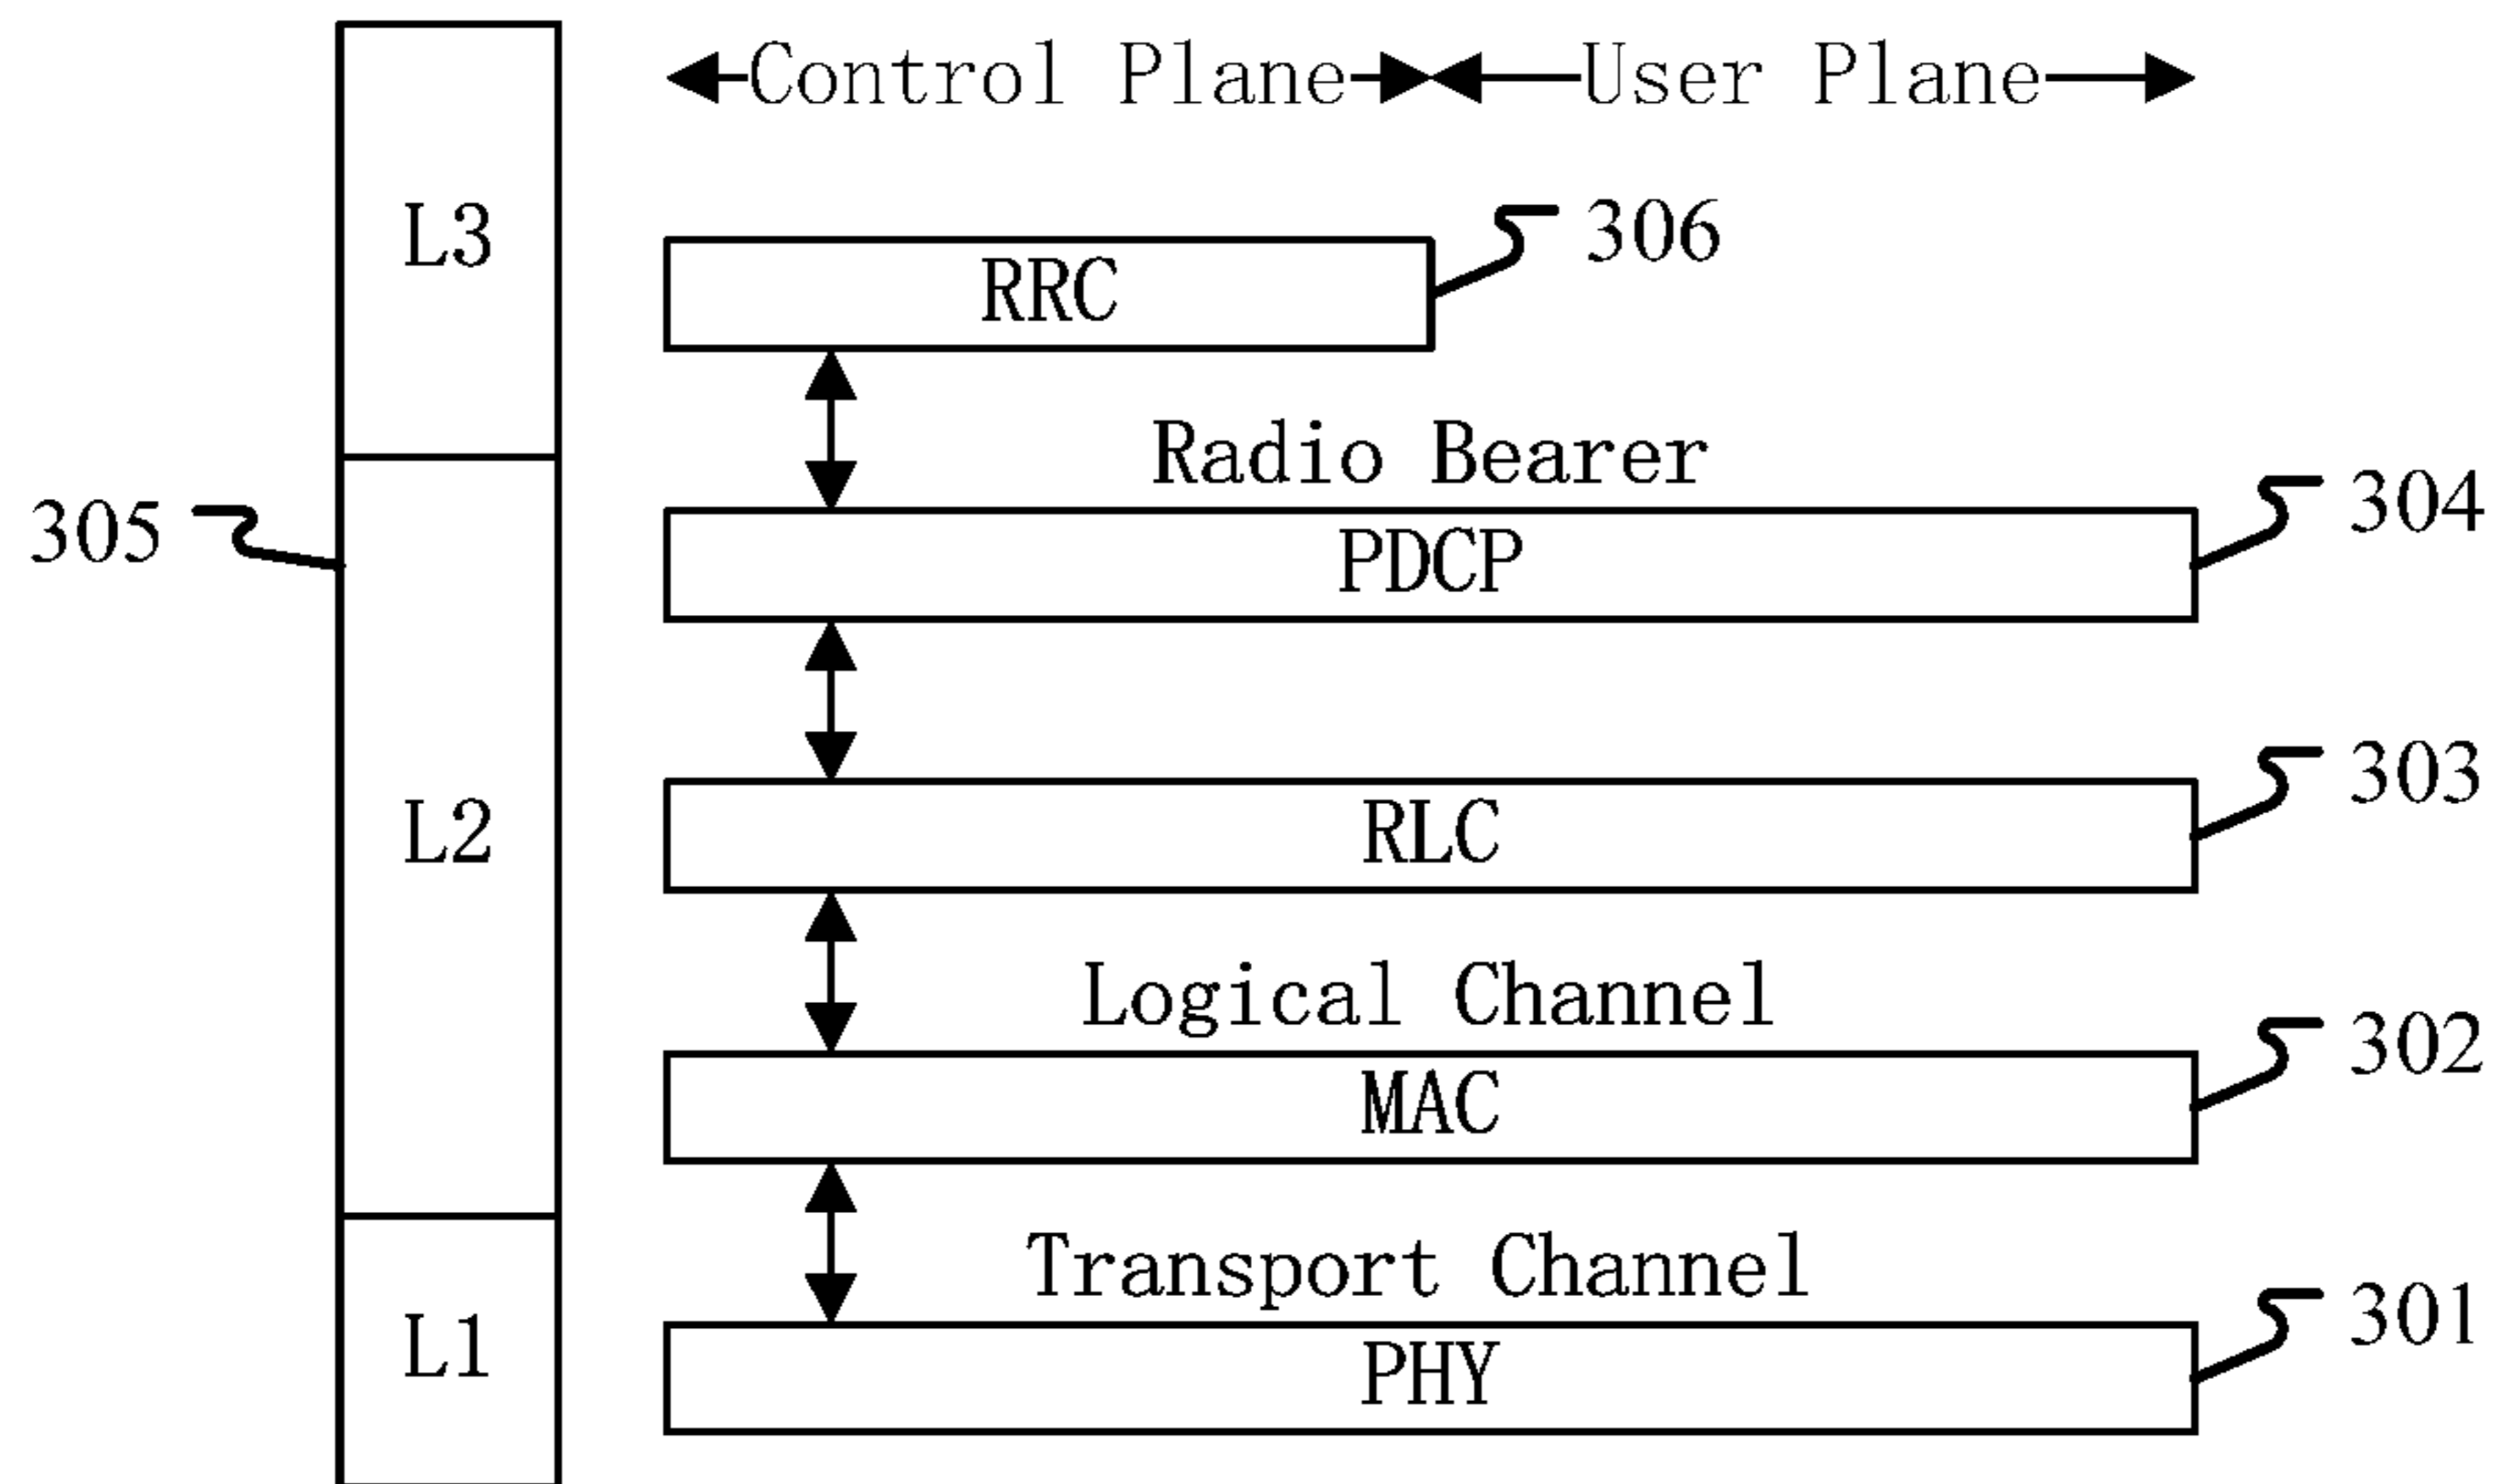 Control Plane
User Plane
L3
RRC
306
Radio Bearer
305
PDCP
304
L2
RLC
303
Logical Channel
MAC
302
Transport Channel
L1
PHY
301